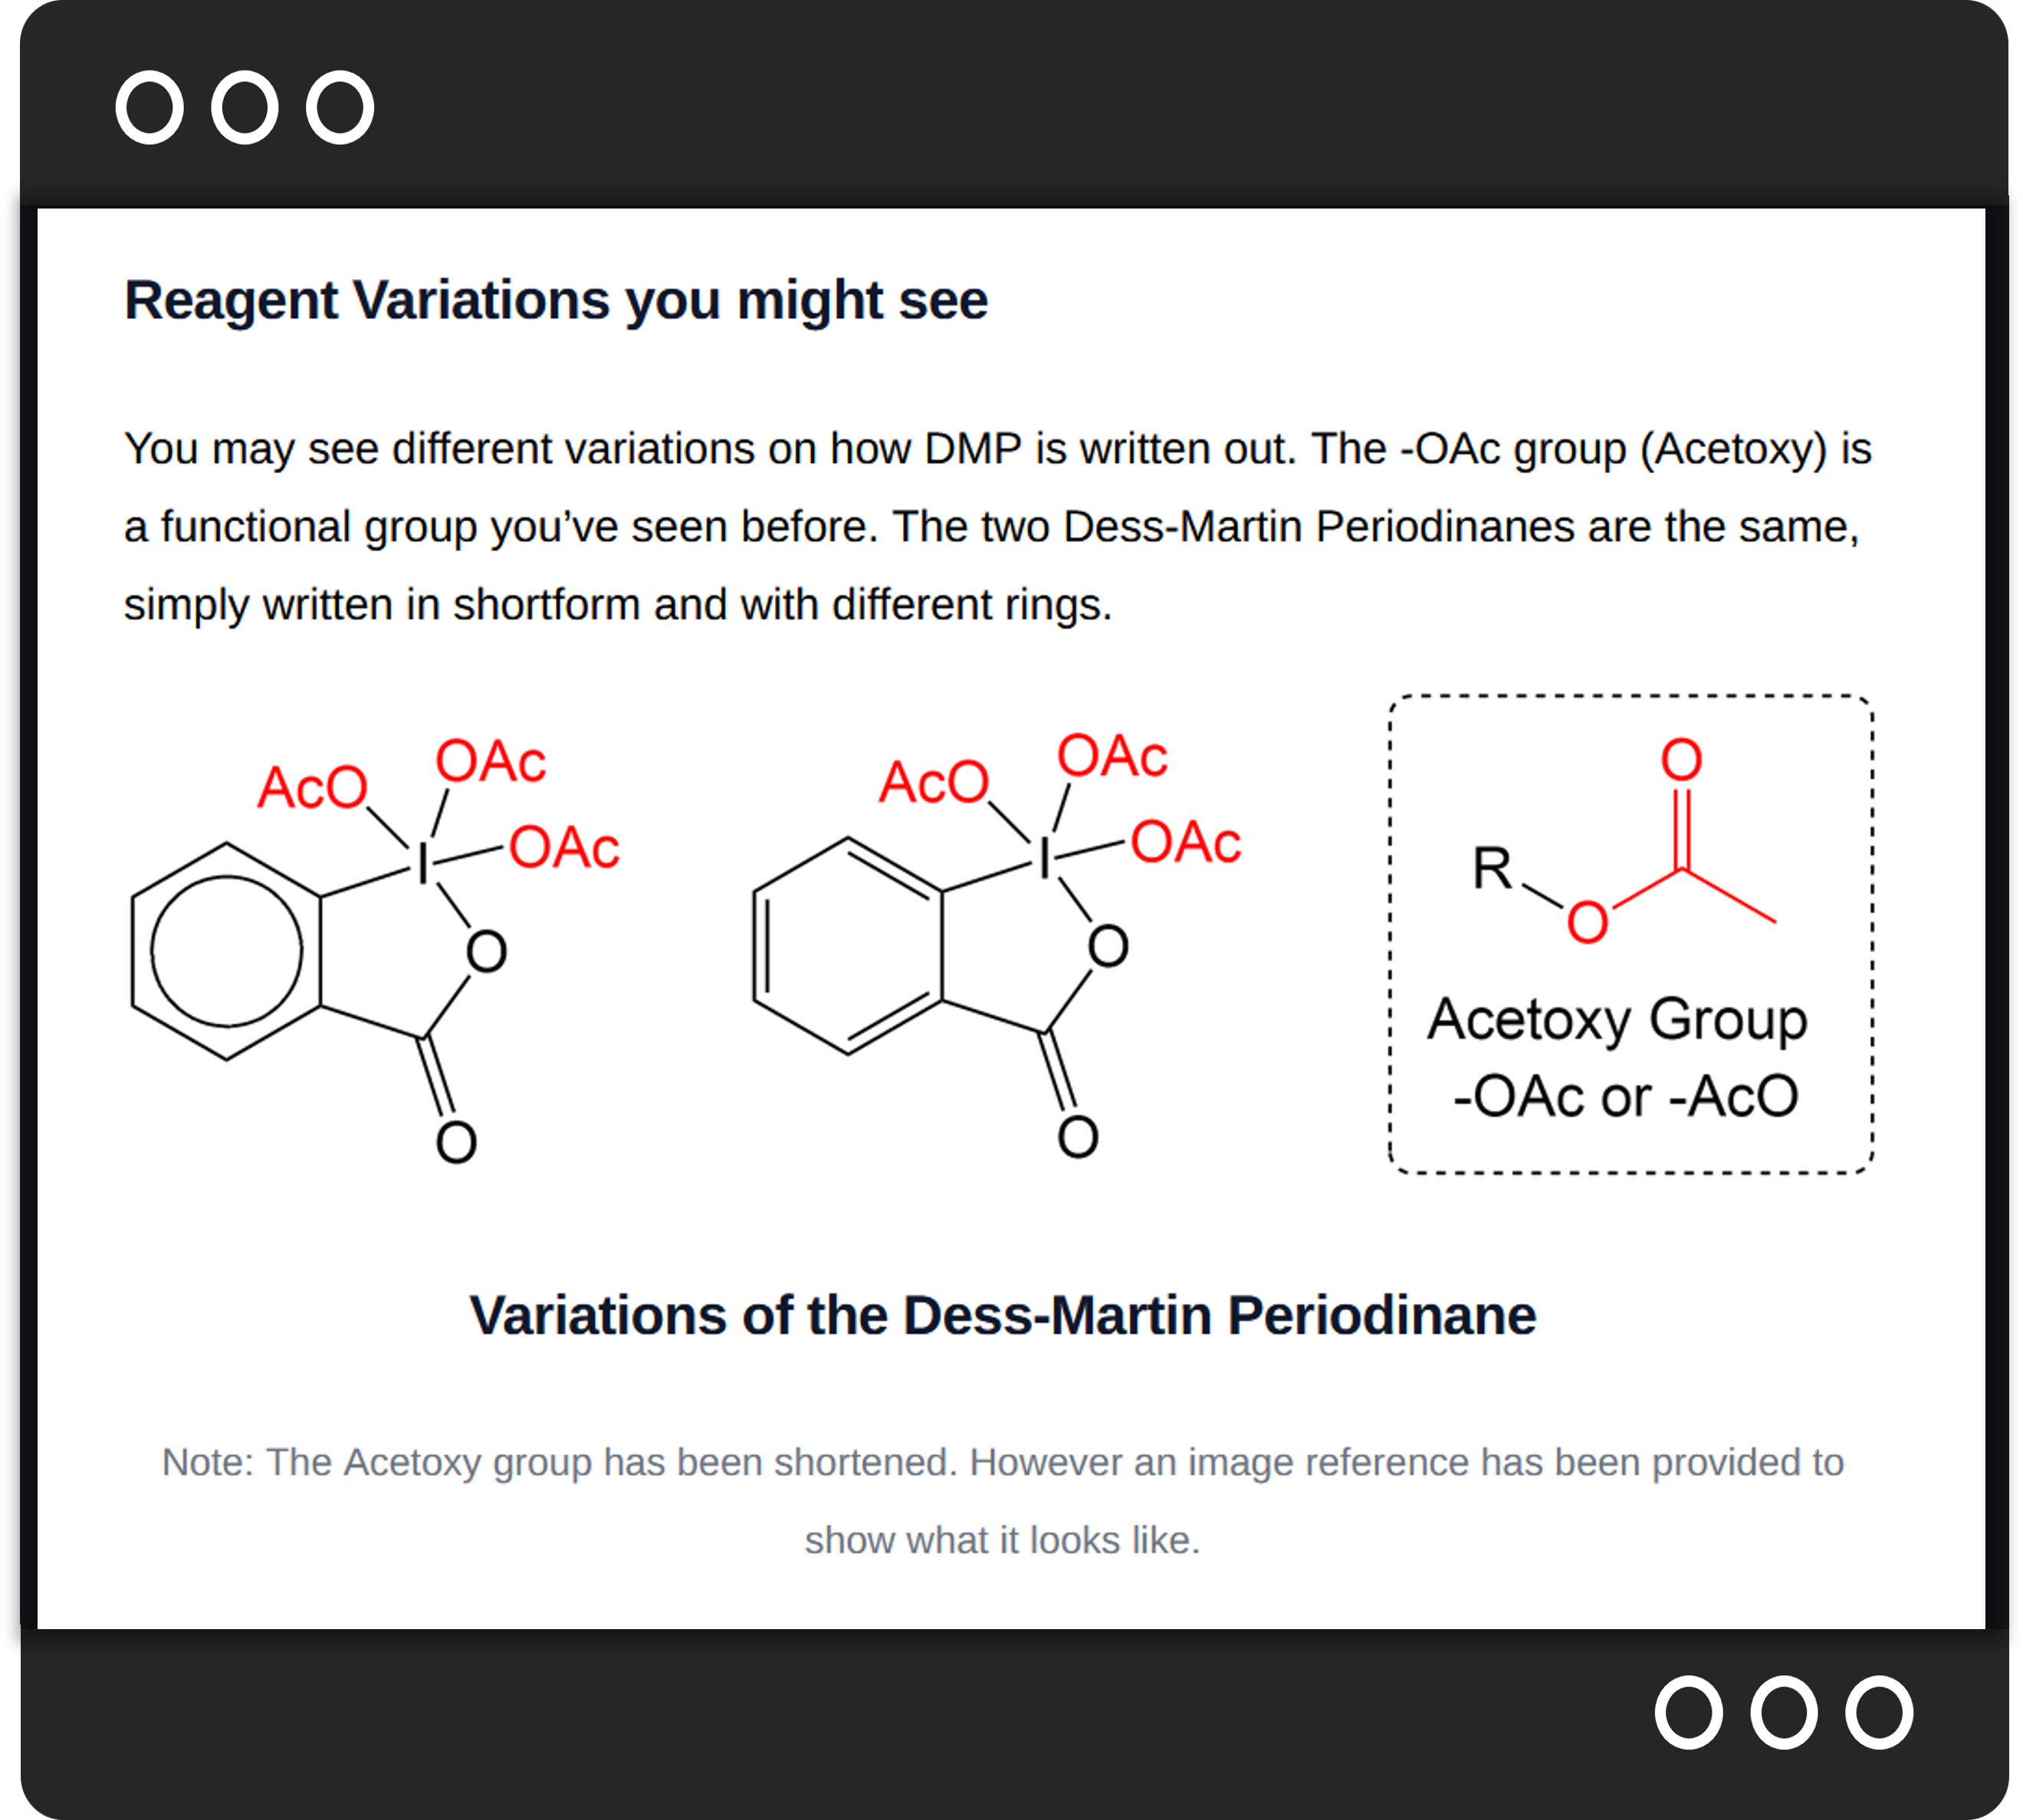 Reagent Variations you might see
You may see different variations on how DMP is written out. The -OAc group (Acetoxy) is
a functional group you’ve seen before. The two Dess-Martin Periodinanes are the same,
simply written in shortform and with different rings.
AcO
OAc
I
OAc
O
O
AcO
OAc
I
OAc
O
O
O
R
O
Acetoxy Group
-OAc or -AcO
Variations of the Dess-Martin Periodinane
Note: The Acetoxy group has been shortened. However an image reference has been provided to
show what it looks like.